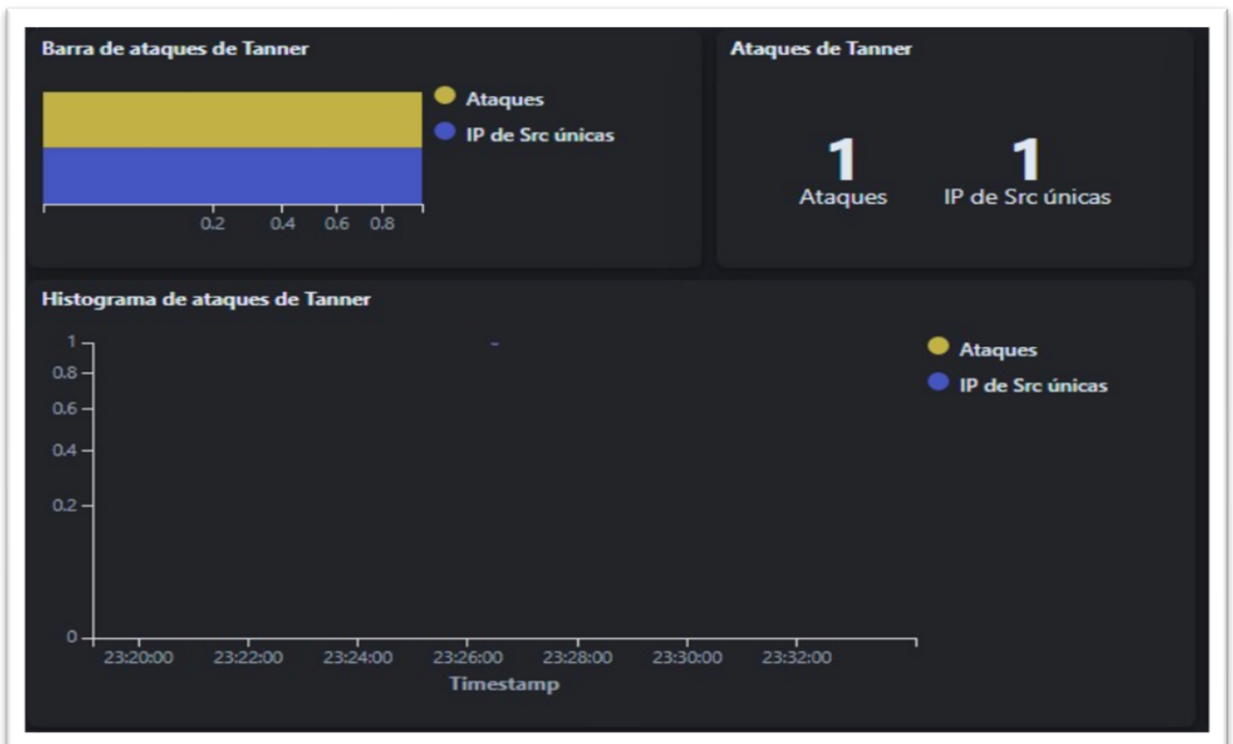 Barra de ataques de Tanner
Ataques
IP de Src únicas
0.2 0.4 0.6 0.8
Ataques de Tanner
1 1
Ataques IP de Src únicas
Histograma de ataques de Tanner
1
0.8
0.6
0.4
0.2
0
Ataques
IP de Src únicas
23:20:00 23:22:00 23:24:00 23:26:00 23:28:00 23:30:00 23:32:00
Timestamp